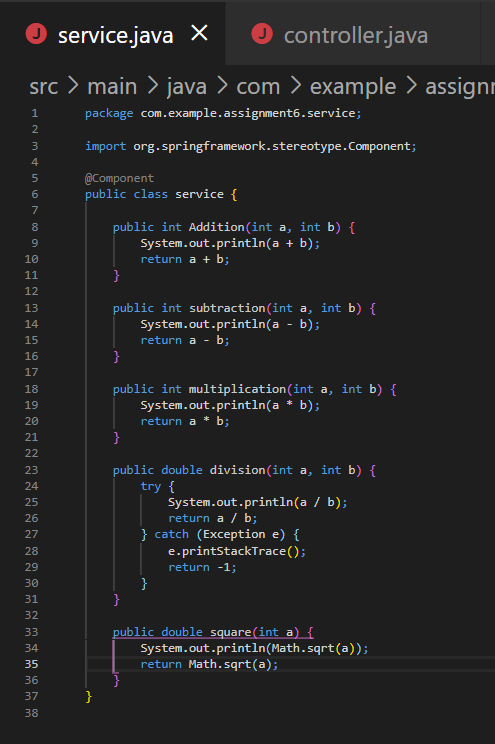 service.java × controller.java
src > main > java > com > example > assignm
1 package com.example.assignment6.service;
2
3 import org.springframework.stereotype.Component;
4
5 @Component
6 public class service {
7
8 public int Addition(int a, int b) {
9 System.out.println(a + b);
10 return a + b;
11 }
12
13 public int subtraction(int a, int b) {
14 System.out.println(a - b);
15 return a - b;
16 }
17
18 public int multiplication(int a, int b) {
19 System.out.println(a * b);
20 return a * b;
21 }
22
23 public double division(int a, int b) {
24 try {
25 System.out.println(a / b);
26 return a / b;
27 } catch (Exception e) {
28 e.printStackTrace();
29 return -1;
30 }
31 }
32
33 public double square(int a) {
34 System.out.println(Math.sqrt(a));
35 return Math.sqrt(a);
36 }
37 }
38